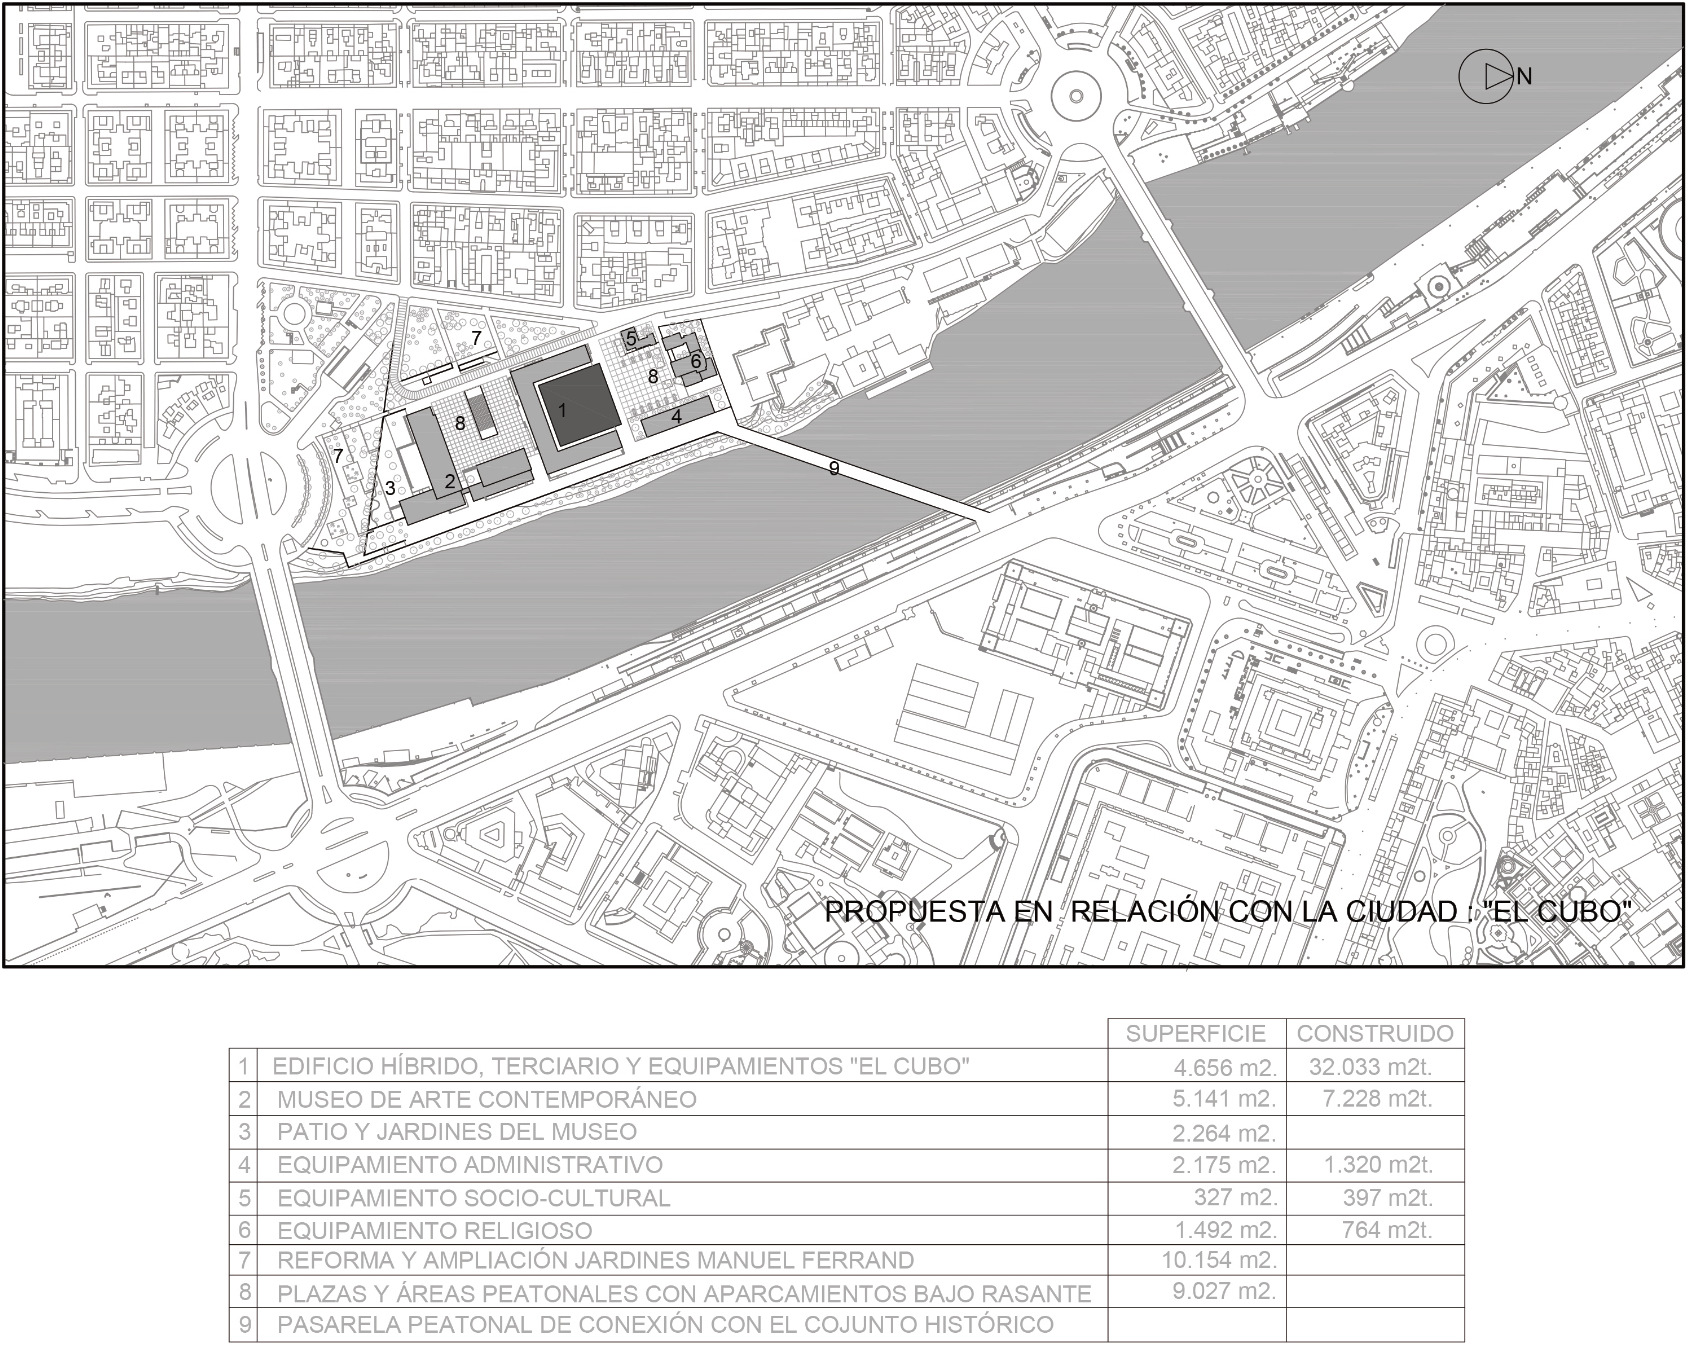 N
7
5
6
8
1
4
8
7
9
2
3
PROPUESTA EN RELACIÓN CON LA CIUDAD : "EL CUBO"
SUPERFICIE CONSTRUIDO
1 EDIFICIO HÍBRIDO, TERCIARIO Y EQUIPAMIENTOS "EL CUBO" 4.656 m2. 32.033 m2t.
2 MUSEO DE ARTE CONTEMPORÁNEO 5.141 m2. 7.228 m2t.
3 PATIO Y JARDINES DEL MUSEO 2.264 m2.
4 EQUIPAMIENTO ADMINISTRATIVO 2.175 m2. 1.320 m2t.
5 EQUIPAMIENTO SOCIO-CULTURAL 327 m2. 397 m2t.
6 EQUIPAMIENTO RELIGIOSO 1.492 m2. 764 m2t.
7 REFORMA Y AMPLIACIÓN JARDINES MANUEL FERRAND 10.154 m2.
8 PLAZAS Y ÁREAS PEATONALES CON APARCAMIENTOS BAJO RASANTE 9.027 m2.
9 PASARELA PEATONAL DE CONEXIÓN CON EL COJUNTO HISTÓRICO